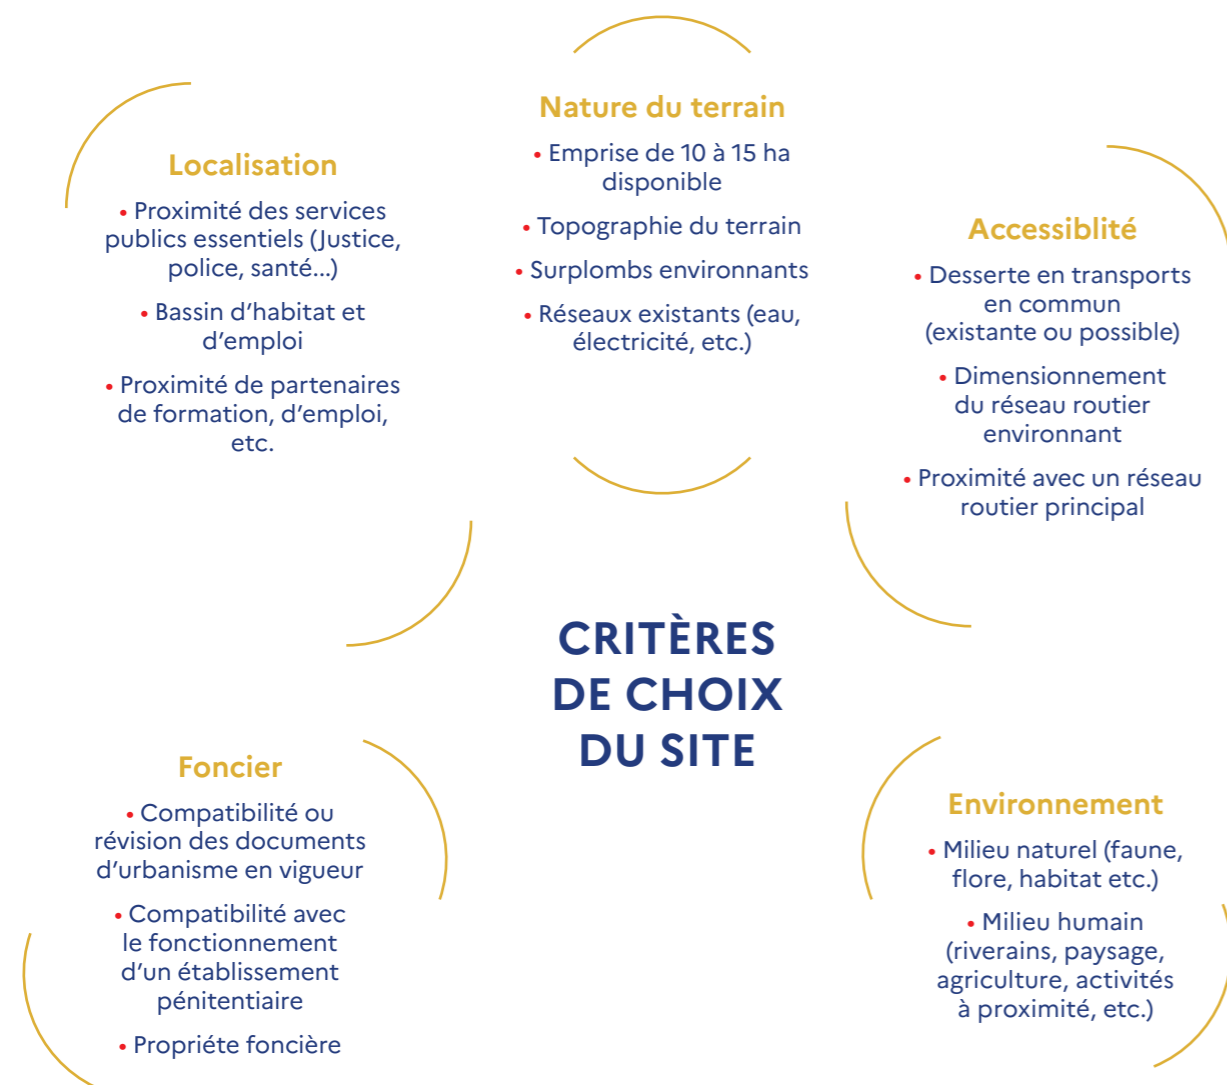 Nature du terrain
• Emprise de 10 à 15 ha
disponible
• Topographie du terrain
• Surplombs environnants
• Réseaux existants (eau,
électricité, etc.)
Localisation
• Proximité des services
publics essentiels (Justice,
police, santé...)
• Bassin d’habitat et
d’emploi
• Proximité de partenaires
de formation, d’emploi,
etc.
Accessiblité
• Desserte en transports
en commun
(existante ou possible)
• Dimensionnement
du réseau routier
environnant
• Proximité avec un réseau
routier principal
CRITÈRES
DE CHOIX
DU SITE
Foncier
• Compatibilité ou
révision des documents
d’urbanisme en vigueur
• Compatibilité avec
le fonctionnement
d’un établissement
pénitentiaire
• Propriéte foncière
Environnement
• Milieu naturel (faune,
flore, habitat etc.)
• Milieu humain
(riverains, paysage,
agriculture, activités
à proximité, etc.)